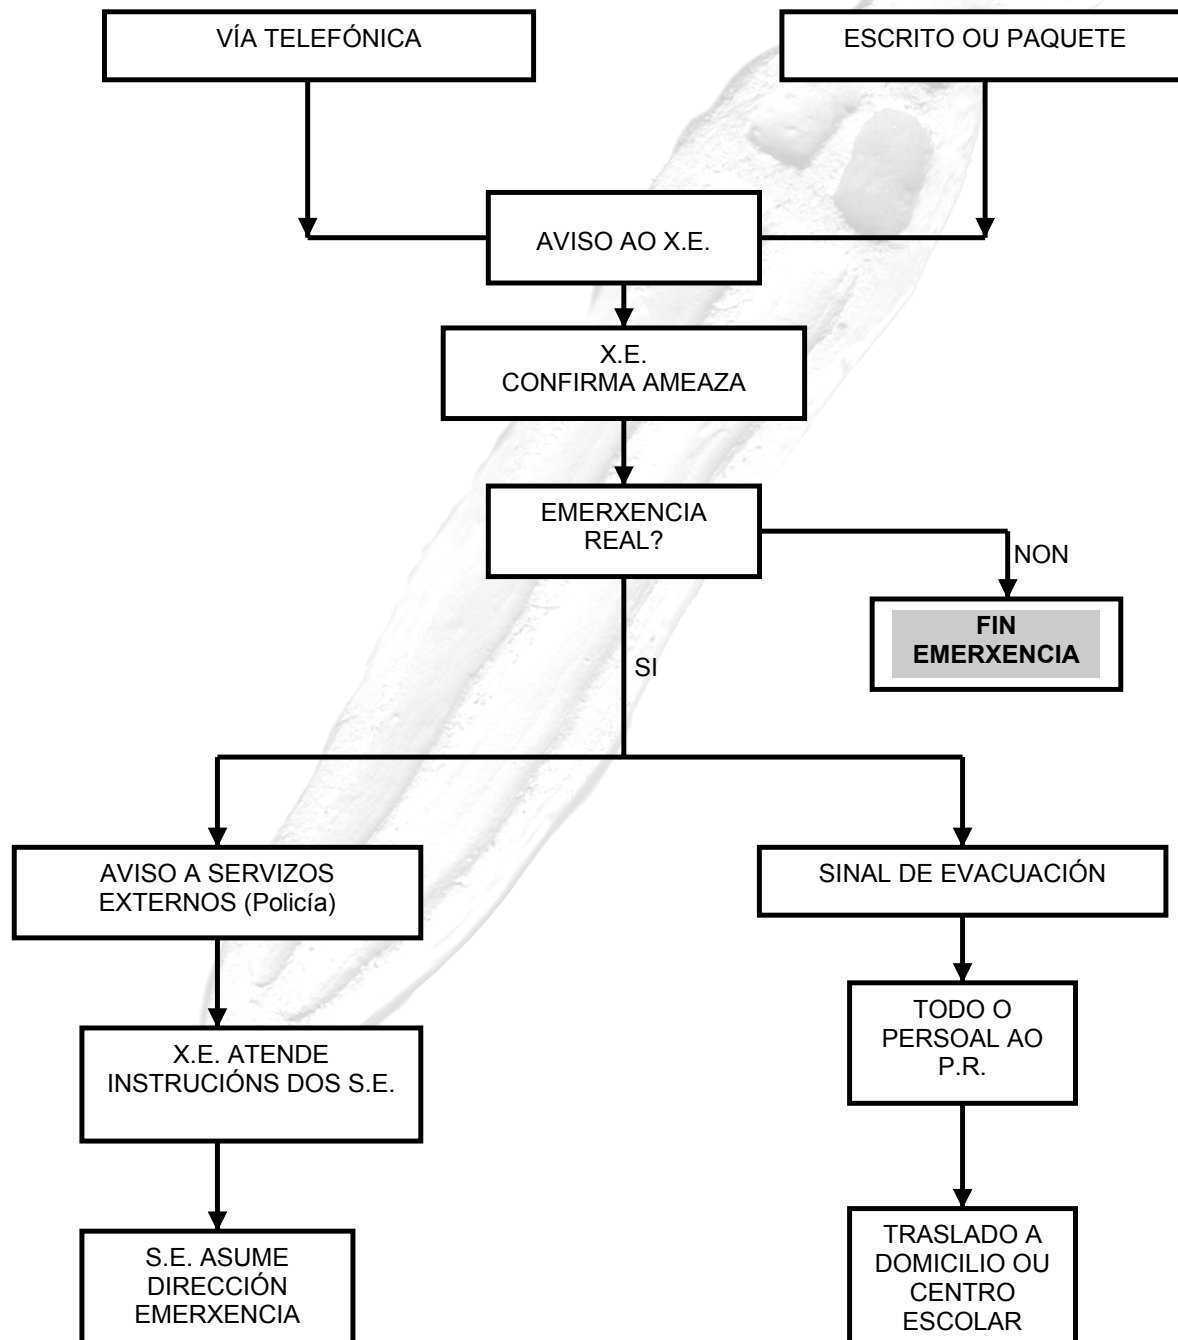 VÍA TELEFÓNICA
ESCRITO OU PAQUETE
AVISO AO X.E.
X.E.
CONFIRMA AMEAZA
EMERXENCIA
REAL?
NON
FIN
EMERXENCIA
SI
AVISO A SERVIZOS
EXTERNOS (Policía)
SINAL DE EVACUACIÓN
X.E. ATENDE
INSTRUCIÓNS DOS S.E.
TODO O
PERSOAL AO
P.R.
S.E. ASUME
DIRECCIÓN
EMERXENCIA
TRASLADO A
DOMICILIO OU
CENTRO
ESCOLAR